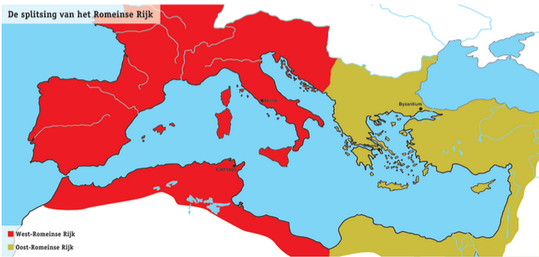 De splitsing van het Romeinse Rijk
Byzantium
West-Romeinse Rijk
Oost-Romeinse Rijk